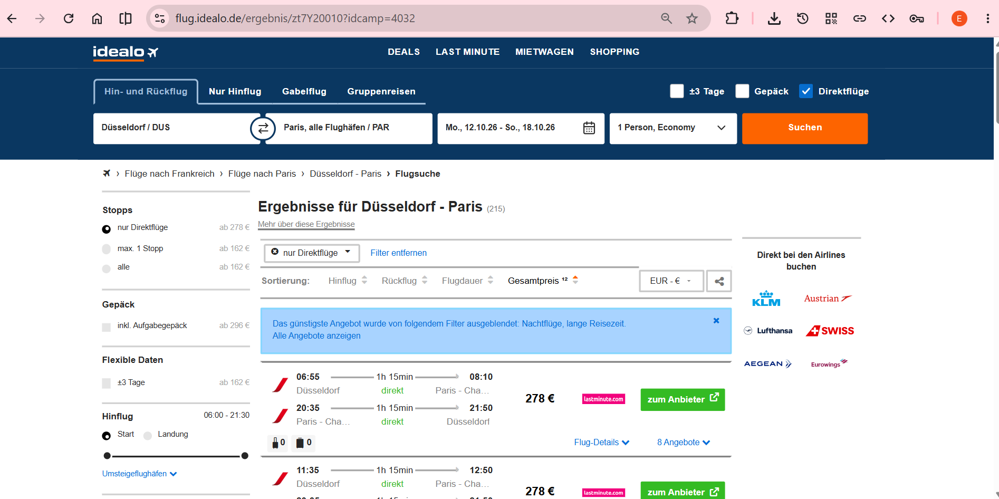 flug.idealo.de/ergebnis/zt7Y20010?idcamp=4032
E
idealo
DEALS LAST MINUTE MIETWAGEN SHOPPING
Hin- und Rückflug Nur Hinflug Gabelflug Gruppenreisen ±3 Tage Gepäck Direktflüge
Düsseldorf / DUS Paris, alle Flughäfen / PAR Mo., 12.10.26 - So., 18.10.26 1 Person, Economy Suchen
› Flüge nach Frankreich › Flüge nach Paris › Düsseldorf - Paris › Flugsuche
Stopps
nur Direktflüge ab 278 €
max. 1 Stopp ab 162 €
alle ab 162 €
Gepäck
inkl. Aufgabegepäck ab 296 €
Flexible Daten
±3 Tage ab 162 €
Hinflug 06:00 - 21:30
Start Landung
Umsteigeflughäfen
Ergebnisse für Düsseldorf - Paris (215)
Mehr über diese Ergebnisse
nur Direktflüge Filter entfernen
Sortierung: Hinflug Rückflug Flugdauer Gesamtpreis ¹² EUR - €
Das günstigste Angebot wurde von folgendem Filter ausgeblendet: Nachtflüge, lange Reisezeit.
Alle Angebote anzeigen
06:55 1h 15min 08:10
Düsseldorf direkt Paris - Cha...
20:35 1h 15min 21:50
Paris - Cha... direkt Düsseldorf
278 € lastminute.com zum Anbieter
0 0 Flug-Details 8 Angebote
11:35 1h 15min 12:50
Düsseldorf direkt Paris - Cha...
278 € lastminute.com zum Anbieter
Direkt bei den Airlines
buchen
KLM Austrian
Lufthansa SWISS
AEGEAN Eurowings